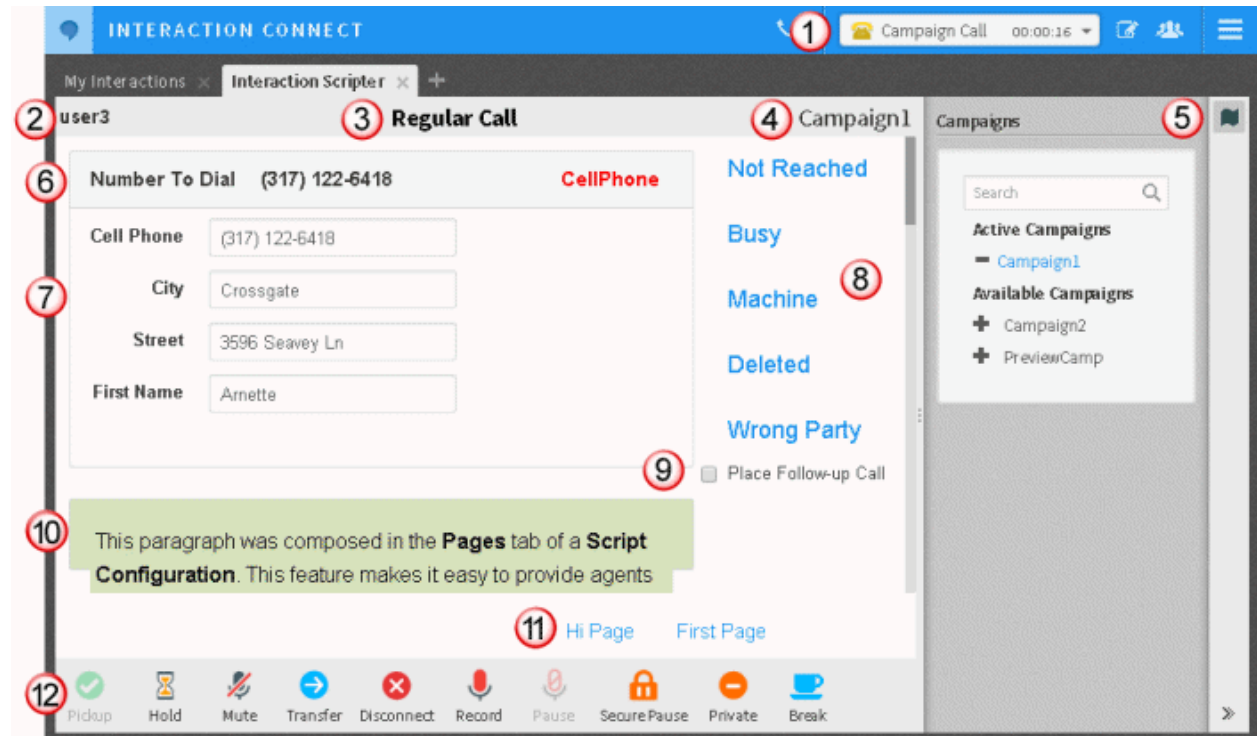 INTERACTION CONNECT
1
Campaign Call 00:00:16
My Interactions
Interaction Scripter
2
user3
3
Regular Call
4
Campaign1
Campaigns
5
6
Number To Dial (317) 122-6418
CellPhone
Not Reached
Search
Cell Phone
(317) 122-6418
Busy
Active Campaigns
Campaign1
8
7
City
Crossgate
Machine
Available Campaigns
Campaign2
Street
3596 Seavey Ln
PreviewCamp
Deleted
First Name
Arnette
Wrong Party
9
Place Follow-up Call
10
This paragraph was composed in the Pages tab of a Script
Configuration. This feature makes it easy to provide agents
11
Hi Page
First Page
12
Pickup
Hold
Mute
Transfer
Disconnect
Record
Pause
Secure Pause
Private
Break